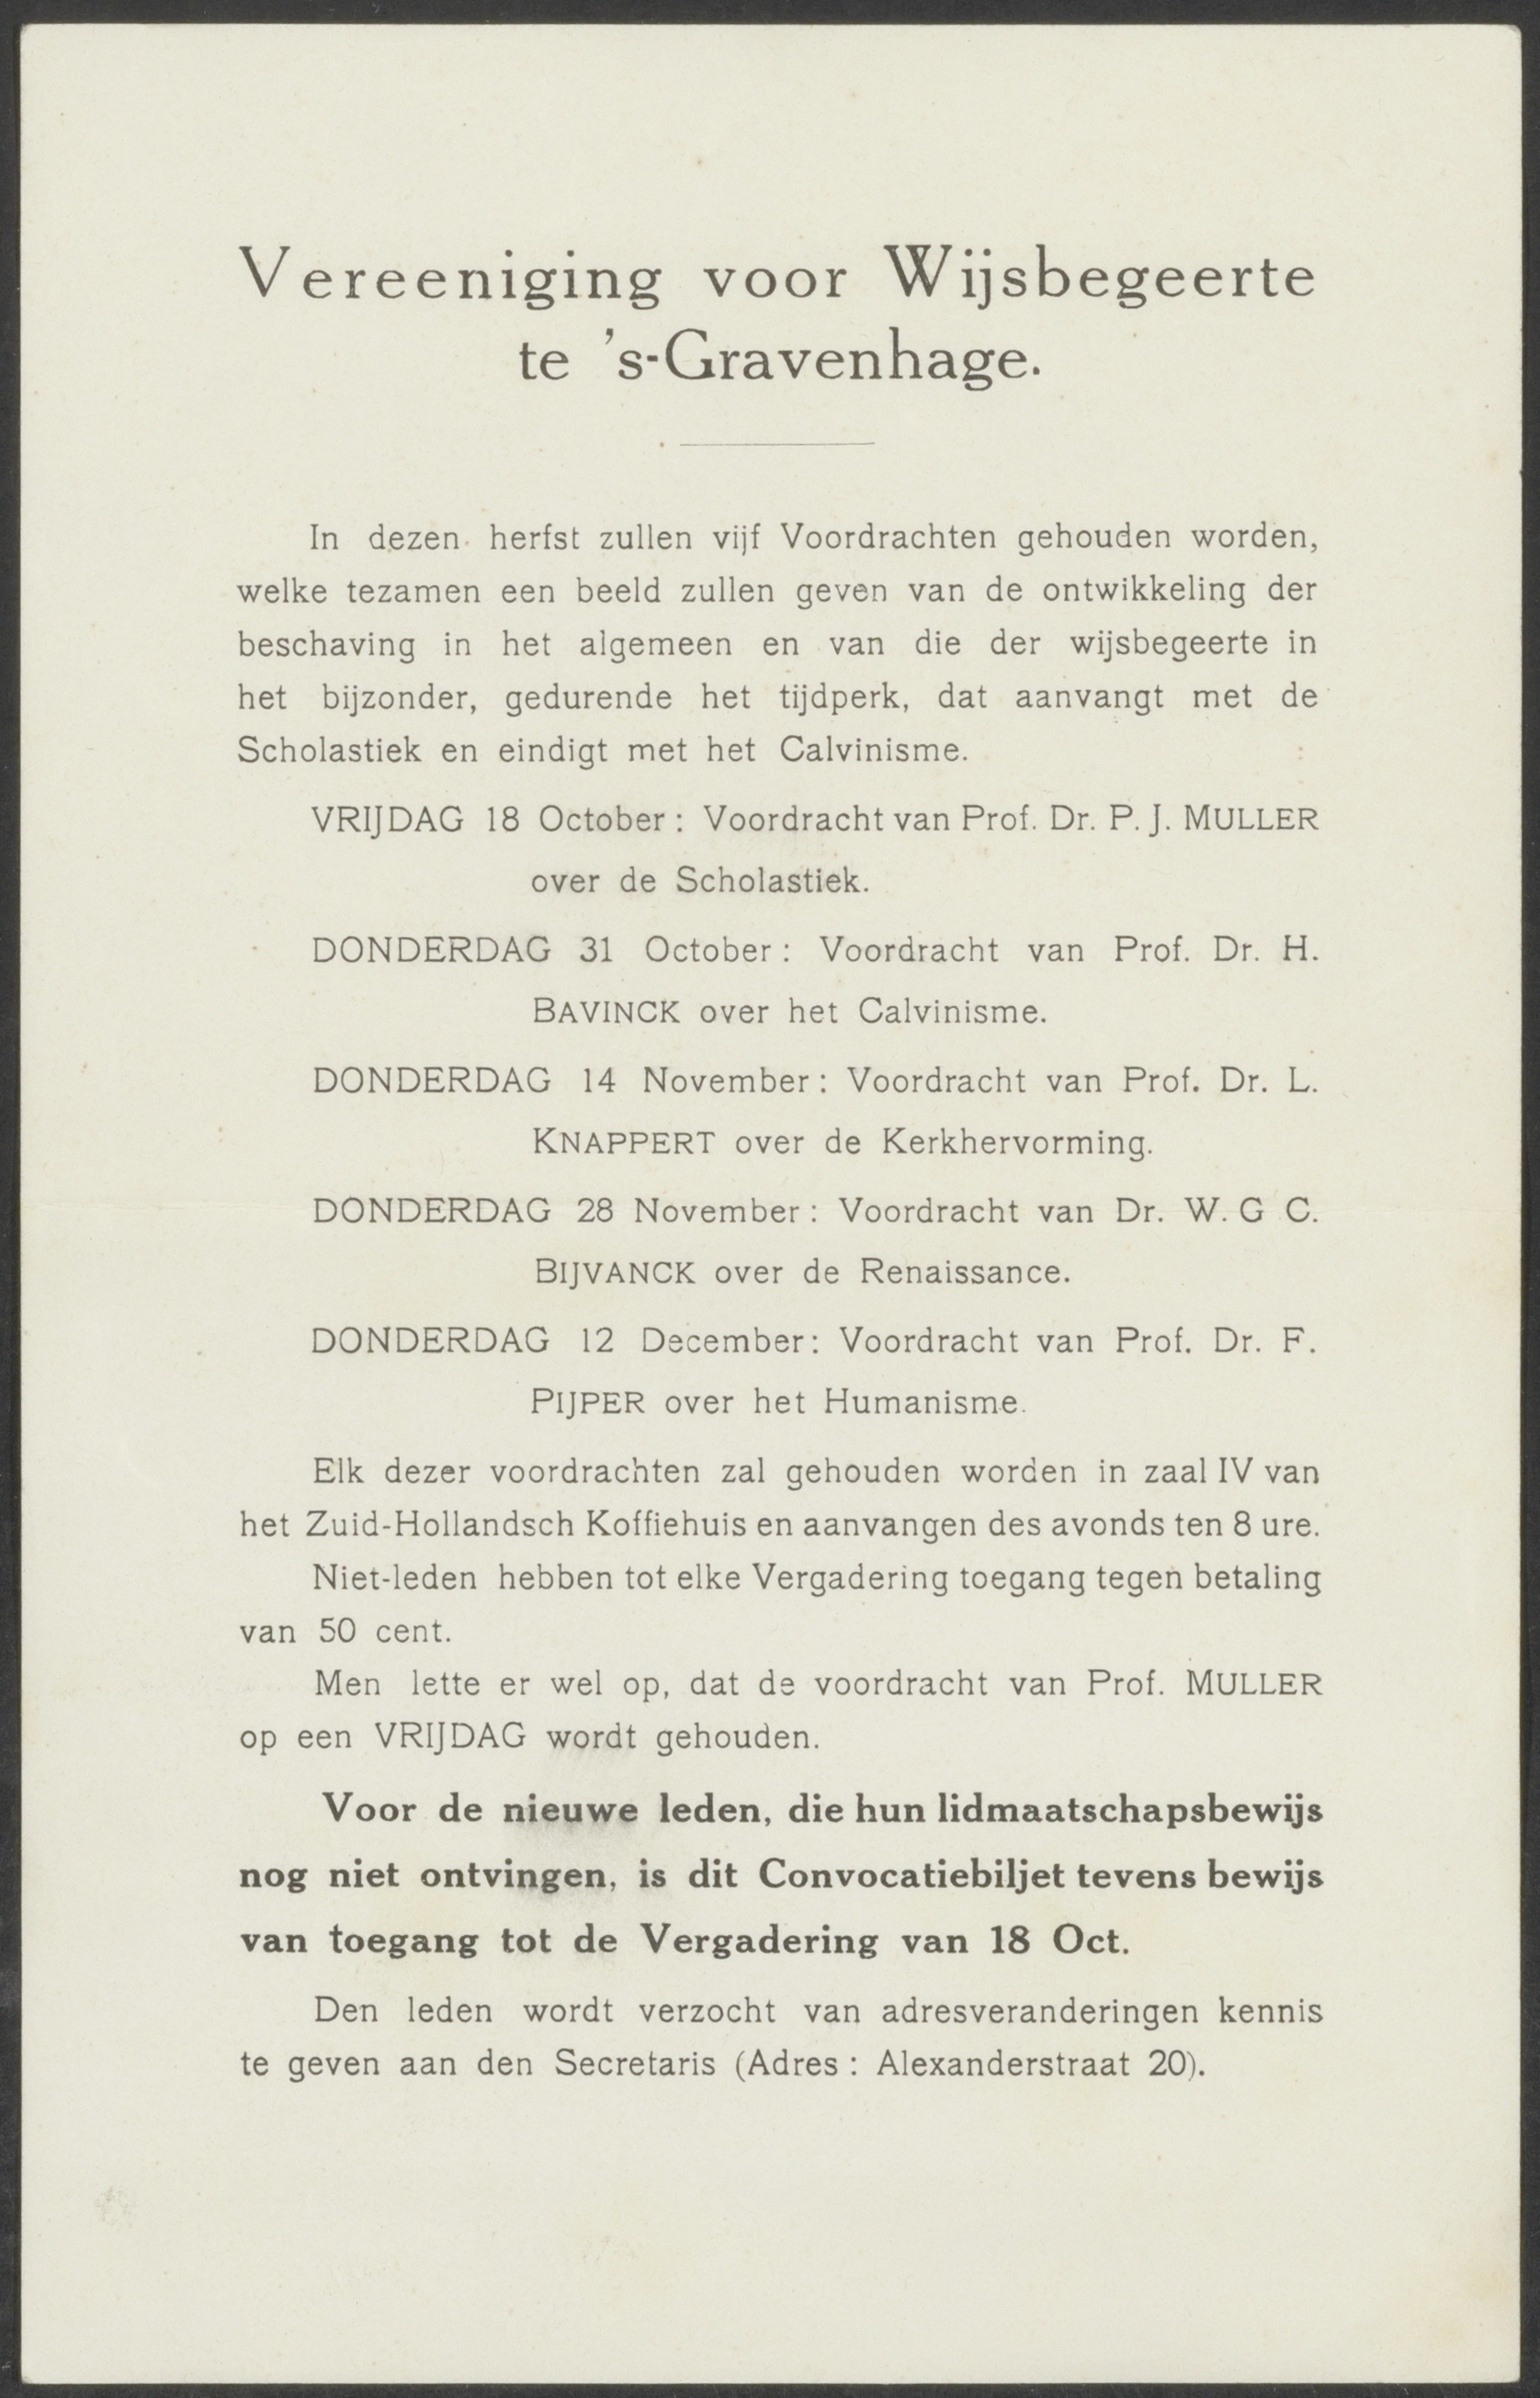 Vereeniging voor Wijsbegeerte
te 's-Gravenhage.
In dezen herfst zullen vijf Voordrachten gehouden worden,
welke tezamen een beeld zullen geven van de ontwikkeling der
beschaving in het algemeen en van die der wijsbegeerte in
het bijzonder, gedurende het tijdperk, dat aanvangt met de
Scholastiek en eindigt met het Calvinisme.
VRIJDAG 18 October: Voordracht van Prof. Dr. P. J. MULLER
over de Scholastiek.
DONDERDAG 31 October: Voordracht van Prof. Dr. H.
BAVINCK over het Calvinisme.
DONDERDAG 14 November: Voordracht van Prof. Dr. L.
KNAPPERT over de Kerkhervorming.
DONDERDAG 28 November: Voordracht van Dr. W. G C.
BIJVANCK over de Renaissance.
DONDERDAG 12 December: Voordracht van Prof. Dr. F.
PIJPER over het Humanisme.
Elk dezer voordrachten zal gehouden worden in zaal IV van
het Zuid-Hollandsch Koffiehuis en aanvangen des avonds ten 8 ure.
Niet-leden hebben tot elke Vergadering toegang tegen betaling
van 50 cent.
Men lette er wel op, dat de voordracht van Prof. MULLER
op een VRIJDAG wordt gehouden.
Voor de nieuwe leden, die hun lidmaatschapsbewijs
nog niet ontvingen, is dit Convocatiebiljet tevens bewijs
van toegang tot de Vergadering van 18 Oct.
Den leden wordt verzocht van adresveranderingen kennis
te geven aan den Secretaris (Adres: Alexanderstraat 20).